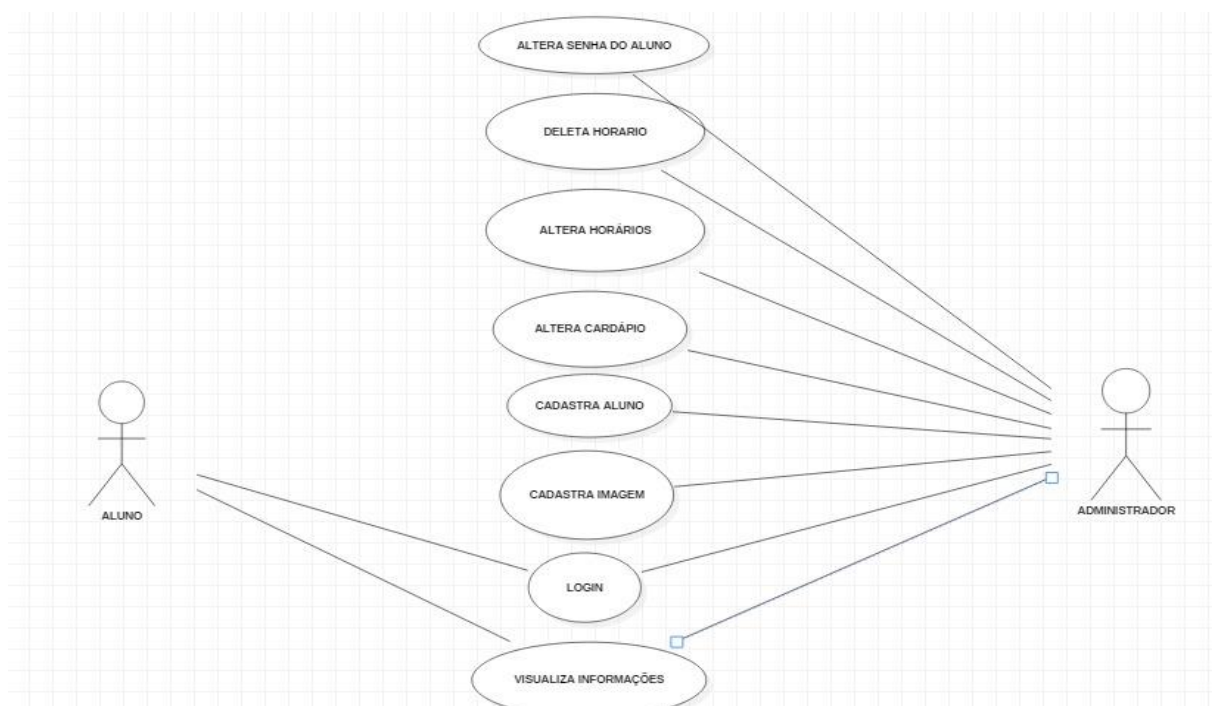 ALTERA SENHA DO ALUNO
DELETA HORARIO
ALTERA HORÁRIOS
ALTERA CARDÁPIO
CADASTRA ALUNO
CADASTRA IMAGEM
ALUNO
ADMINISTRADOR
LOGIN
VISUALIZA INFORMAÇÕES